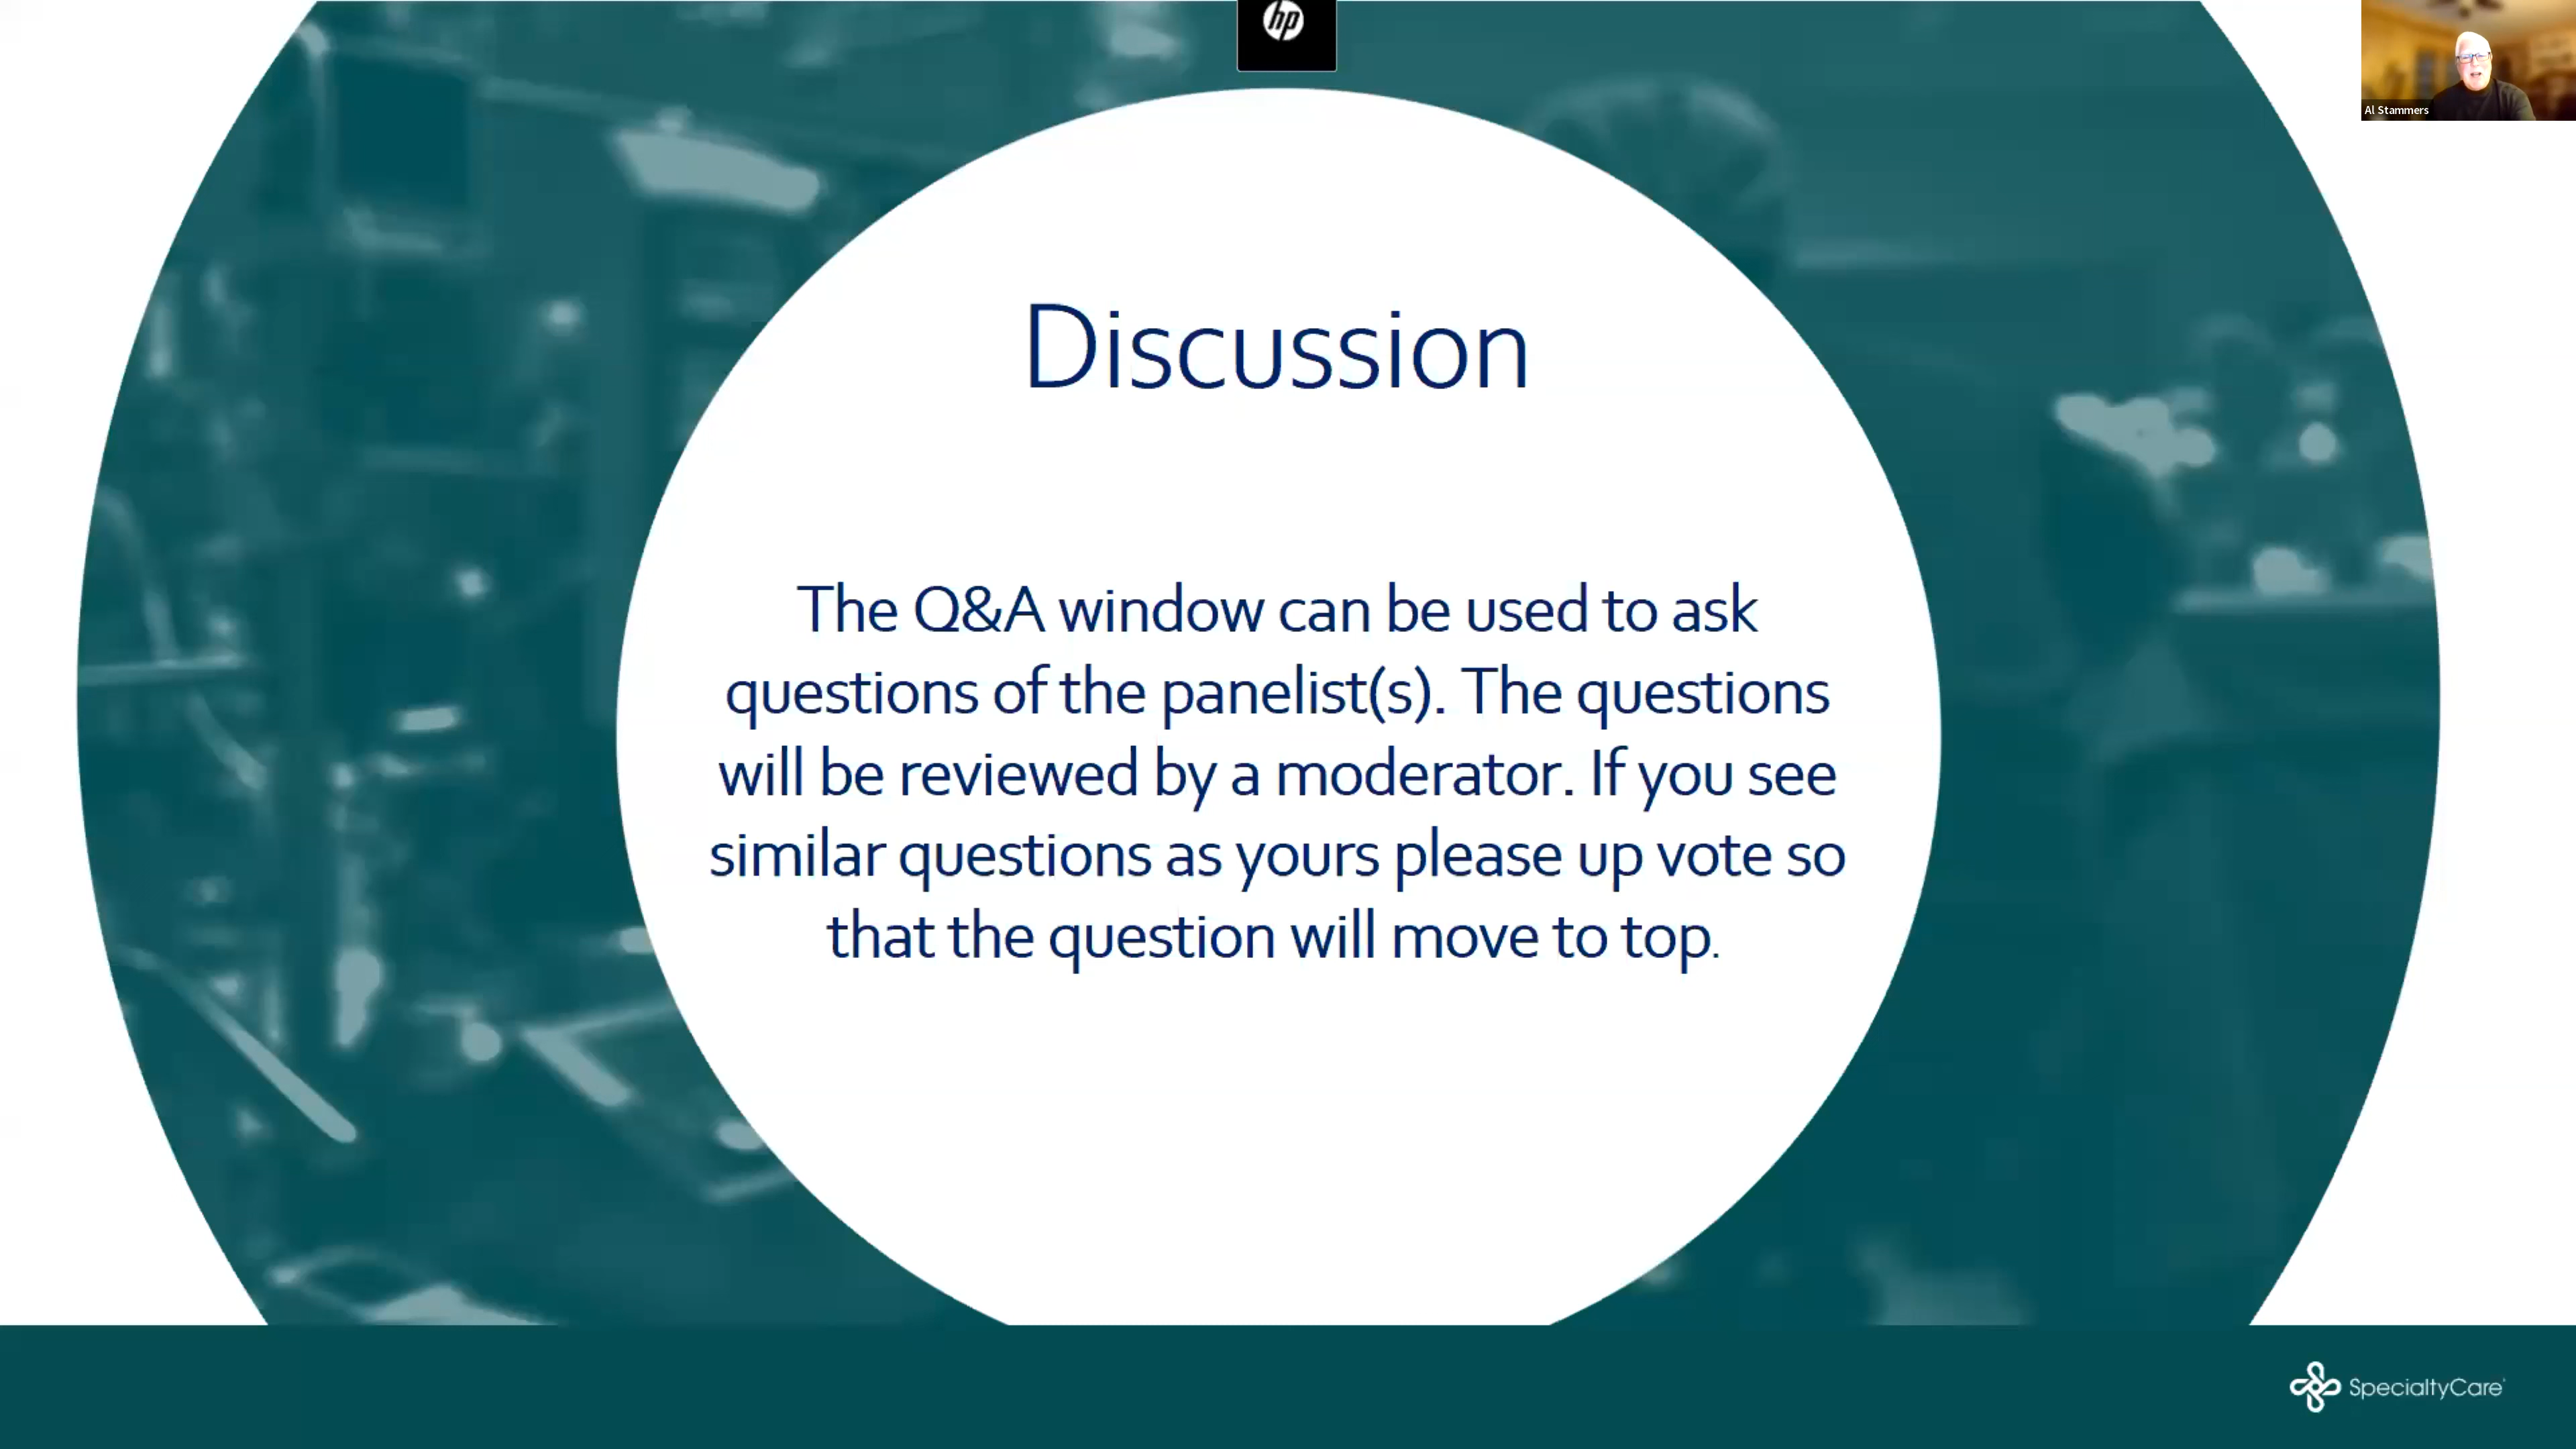 hp
Al Stammers
Discussion
The Q&A window can be used to ask
questions of the panelist(s). The questions
will be reviewed by a moderator. If you see
similar questions as yours please up vote so
that the question will move to top.
SpecialtyCare